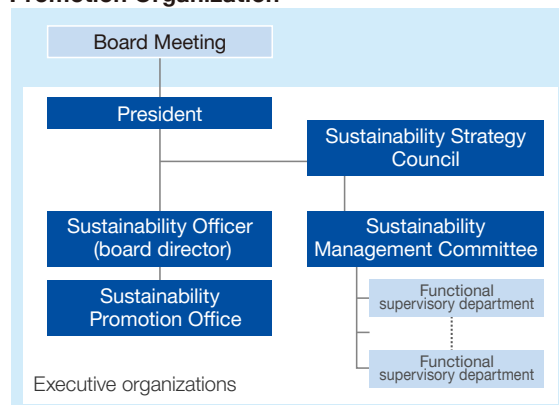 Promotion Organization
Board Meeting
President
Sustainability Strategy
Council
Sustainability Officer
(board director)
Sustainability
Management Committee
Sustainability
Promotion Office
Functional
supervisory department
Functional
supervisory department
Executive organizations